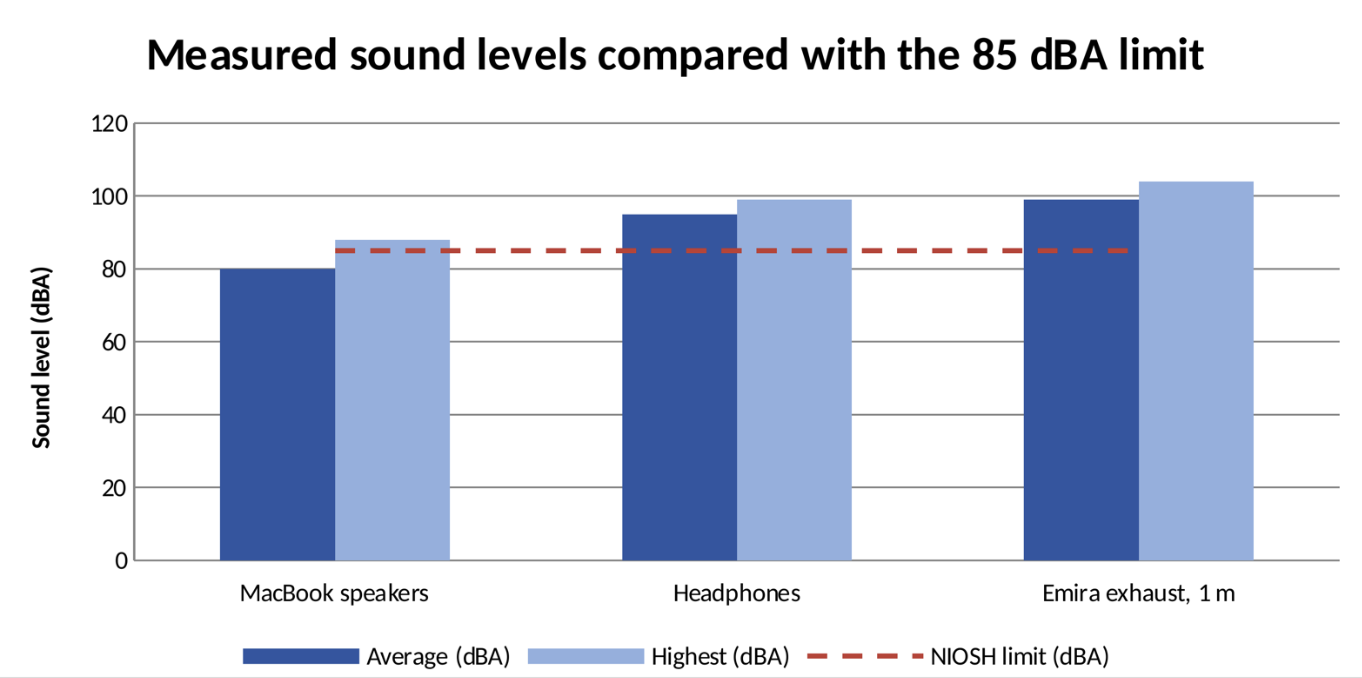 Measured sound levels compared with the 85 dBA limit
120
100
80
60
40
20
0
Sound level (dBA)
MacBook speakers
Headphones
Emira exhaust, 1 m
Average (dBA)
Highest (dBA)
NIOSH limit (dBA)